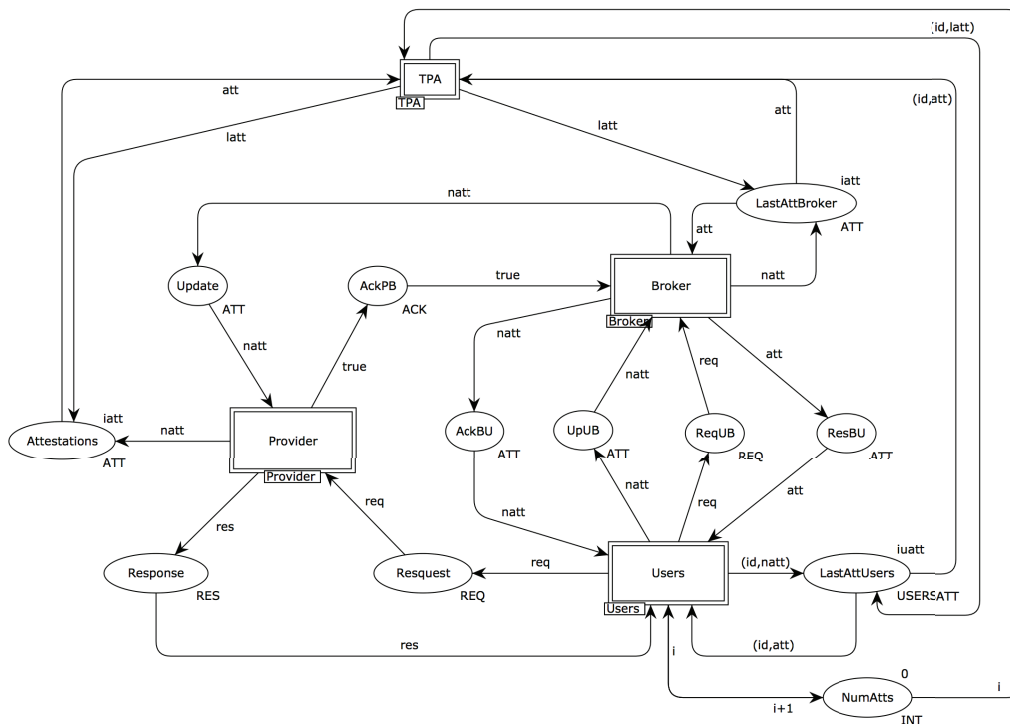 (id,latt)
TPA
TPA
att
(id,att)
att
latt
latt
iatt
natt
LastAttBroker
ATT
att
true
Update
AckPB
Broker
natt
ATT
ACK
Broker
natt
natt
att
natt
req
true
iatt
Attestations
ATT
natt
Provider
Provider
AckBU
ATT
UpUB
ATT
ReqUB
REQ
ResBU
ATT
natt
req
att
req
natt
res
iuatt
Response
RES
Resquest
REQ
req
Users
Users
(id,natt)
LastAttUsers
USERSATT
res
i
(id,att)
0
NumAtts
i
i+1
INT